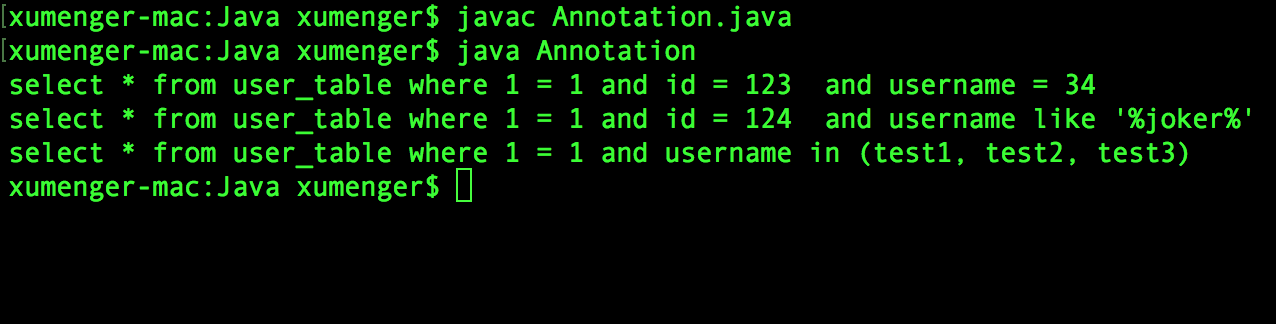 [xumenger-mac:Java xumenger$ javac Annotation.java
[xumenger-mac:Java xumenger$ java Annotation
select * from user_table where 1 = 1 and id = 123  and username = 34
select * from user_table where 1 = 1 and id = 124  and username like '%joker%'
select * from user_table where 1 = 1 and username in (test1, test2, test3)
xumenger-mac:Java xumenger$